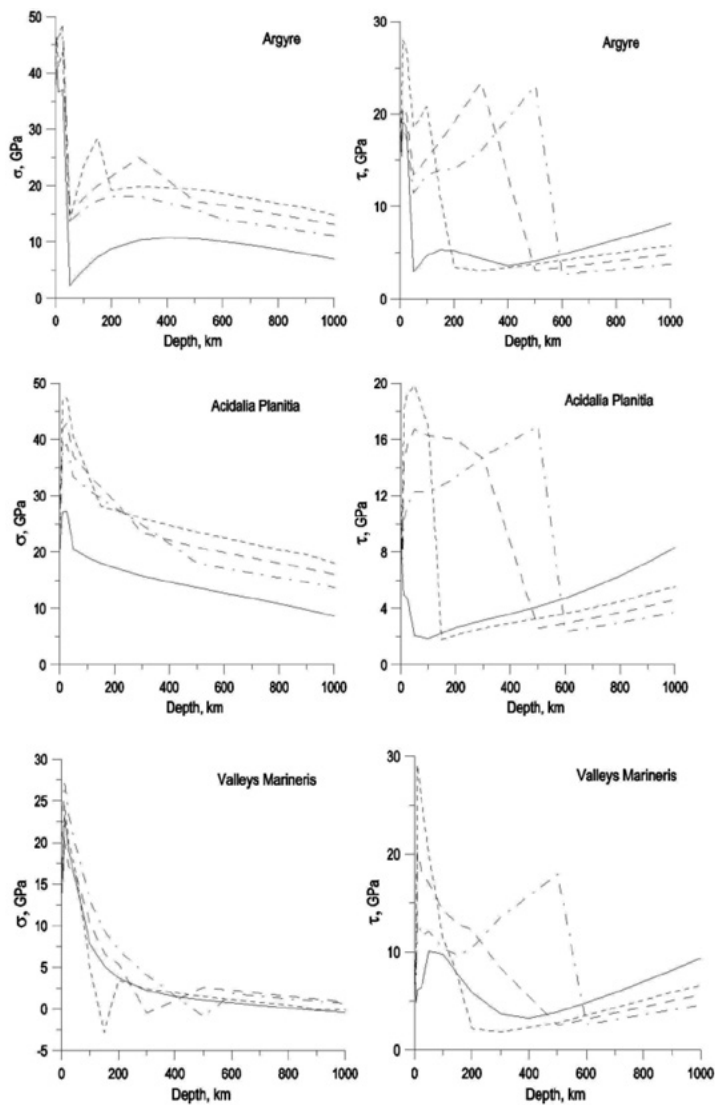 50
40
30
20
10
0
σ, GPa
Argyre
0 200 400 600 800 1000
Depth, km
40
30
20
10
0
τ, GPa
Argyre
0 200 400 600 800 1000
Depth, km
50
40
30
20
10
0
σ, GPa
Acidalia Planitia
0 200 400 600 800 1000
Depth, km
20
16
12
8
4
0
τ, GPa
Acidalia Planitia
0 200 400 600 800 1000
Depth, km
30
25
20
15
10
5
0
-5
σ, GPa
Valleys Marineris
0 200 400 600 800 1000
Depth, km
30
20
10
0
τ, GPa
Valleys Marineris
0 200 400 600 800 1000
Depth, km